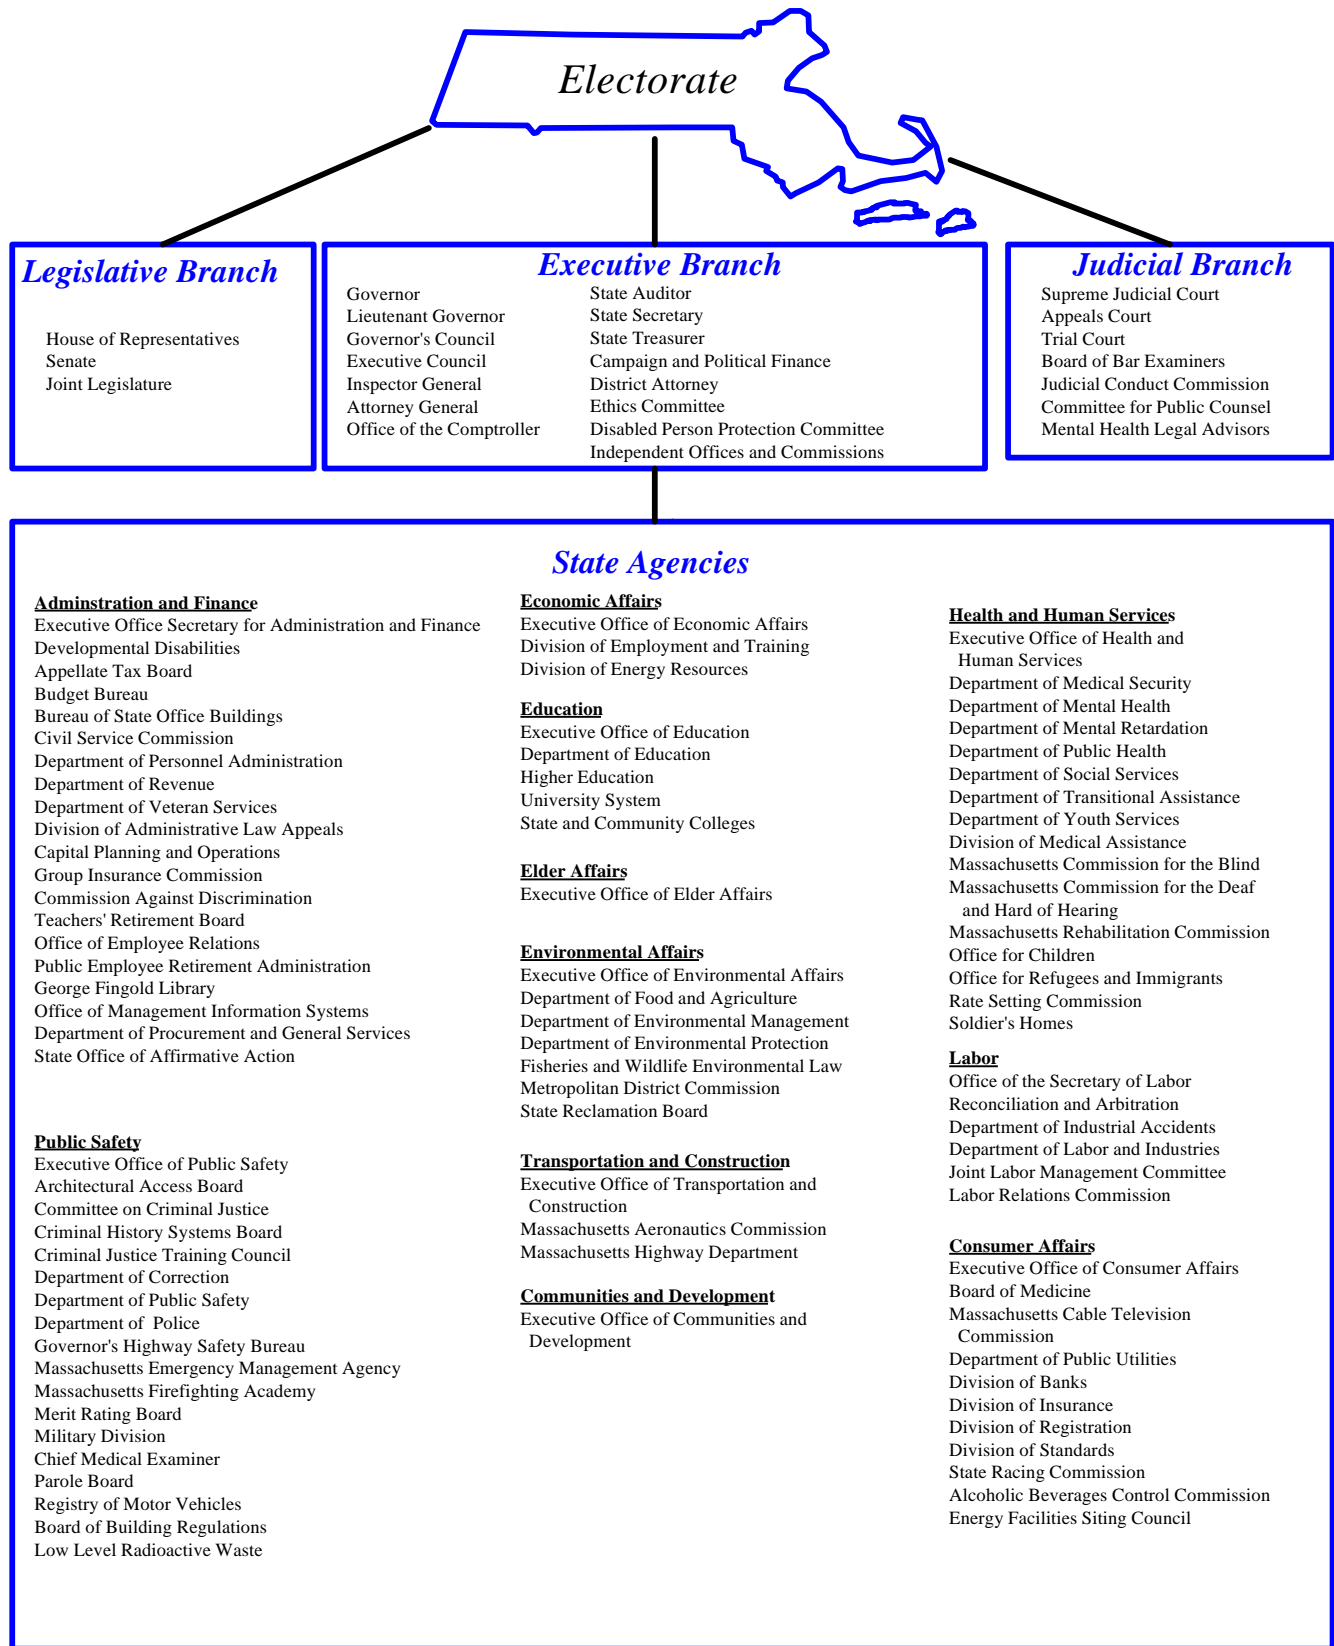 Electorate
Legislative Branch
House of Representatives
Senate
Joint Legislature
Executive Branch
Governor
Lieutenant Governor
Governor's Council
Executive Council
Inspector General
Attorney General
Office of the Comptroller
State Auditor
State Secretary
State Treasurer
Campaign and Political Finance
District Attorney
Ethics Committee
Disabled Person Protection Committee
Independent Offices and Commissions
Judicial Branch
Supreme Judicial Court
Appeals Court
Trial Court
Board of Bar Examiners
Judicial Conduct Commission
Committee for Public Counsel
Mental Health Legal Advisors
State Agencies
Adminstration and Finance
Executive Office Secretary for Administration and Finance
Developmental Disabilities
Appellate Tax Board
Budget Bureau
Bureau of State Office Buildings
Civil Service Commission
Department of Personnel Administration
Department of Revenue
Department of Veteran Services
Division of Administrative Law Appeals
Capital Planning and Operations
Group Insurance Commission
Commission Against Discrimination
Teachers' Retirement Board
Office of Employee Relations
Public Employee Retirement Administration
George Fingold Library
Office of Management Information Systems
Department of Procurement and General Services
State Office of Affirmative Action
Public Safety
Executive Office of Public Safety
Architectural Access Board
Committee on Criminal Justice
Criminal History Systems Board
Criminal Justice Training Council
Department of Correction
Department of Public Safety
Department of  Police
Governor's Highway Safety Bureau
Massachusetts Emergency Management Agency
Massachusetts Firefighting Academy
Merit Rating Board
Military Division
Chief Medical Examiner
Parole Board
Registry of Motor Vehicles
Board of Building Regulations
Low Level Radioactive Waste
Economic Affairs
Executive Office of Economic Affairs
Division of Employment and Training
Division of Energy Resources
Education
Executive Office of Education
Department of Education
Higher Education
University System
State and Community Colleges
Elder Affairs
Executive Office of Elder Affairs
Environmental Affairs
Executive Office of Environmental Affairs
Department of Food and Agriculture
Department of Environmental Management
Department of Environmental Protection
Fisheries and Wildlife Environmental Law
Metropolitan District Commission
State Reclamation Board
Transportation and Construction
Executive Office of Transportation and
Construction
Massachusetts Aeronautics Commission
Massachusetts Highway Department
Communities and Development
Executive Office of Communities and
Development
Health and Human Services
Executive Office of Health and
Human Services
Department of Medical Security
Department of Mental Health
Department of Mental Retardation
Department of Public Health
Department of Social Services
Department of Transitional Assistance
Department of Youth Services
Division of Medical Assistance
Massachusetts Commission for the Blind
Massachusetts Commission for the Deaf
and Hard of Hearing
Massachusetts Rehabilitation Commission
Office for Children
Office for Refugees and Immigrants
Rate Setting Commission
Soldier's Homes
Labor
Office of the Secretary of Labor
Reconciliation and Arbitration
Department of Industrial Accidents
Department of Labor and Industries
Joint Labor Management Committee
Labor Relations Commission
Consumer Affairs
Executive Office of Consumer Affairs
Board of Medicine
Massachusetts Cable Television
Commission
Department of Public Utilities
Division of Banks
Division of Insurance
Division of Registration
Division of Standards
State Racing Commission
Alcoholic Beverages Control Commission
Energy Facilities Siting Council